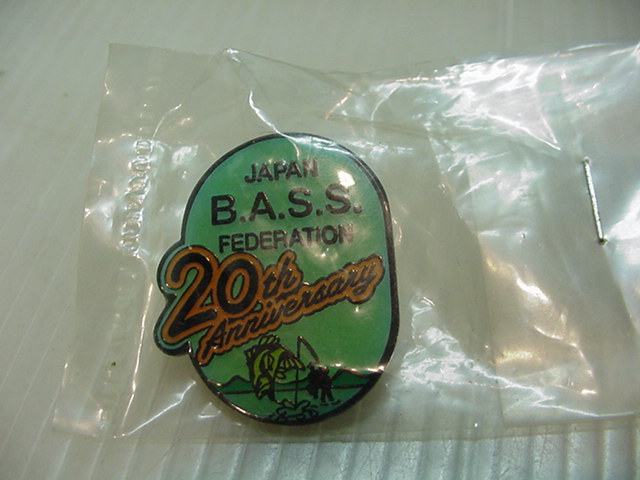 JAPAN
B.A.S.S.
FEDERATION
20th
Anniversary